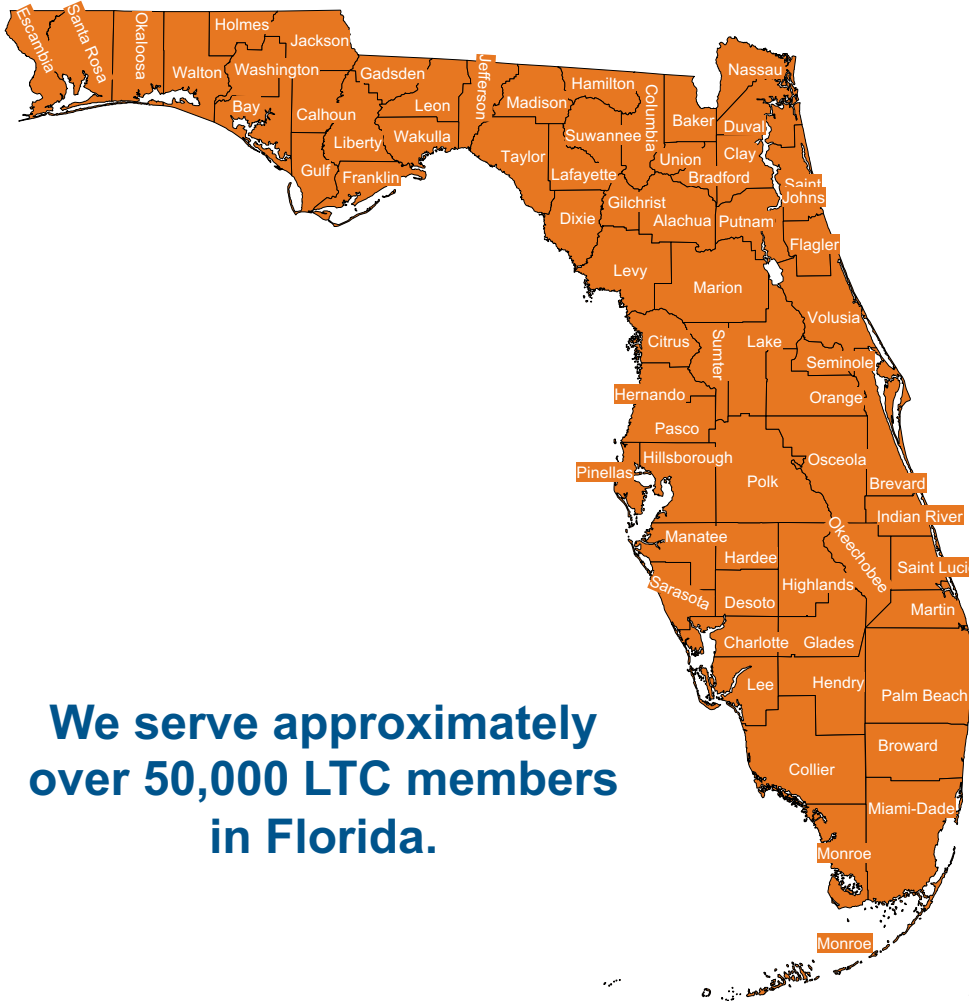 Escambia
Santa Rosa
Okaloosa
Holmes
Jackson
Walton
Washington
Bay
Calhoun
Gadsden
Leon
Liberty
Wakulla
Gulf
Franklin
Jefferson
Madison
Hamilton
Columbia
Suwannee
Taylor
Lafayette
Dixie
Nassau
Baker
Duval
Union
Clay
Bradford
Saint
Johns
Gilchrist
Alachua
Putnam
Flagler
Levy
Marion
Volusia
Citrus
Sumter
Lake
Seminole
Hernando
Orange
Pasco
Hillsborough
Pinellas
Polk
Osceola
Brevard
Indian River
Okeechobee
Manatee
Hardee
Highlands
Saint Luci
Sarasota
Desoto
Martin
Charlotte
Glades
Lee
Hendry
Palm Beach
Broward
Collier
Miami-Dade
Monroe
Monroe
We serve approximately
over 50,000 LTC members
in Florida.